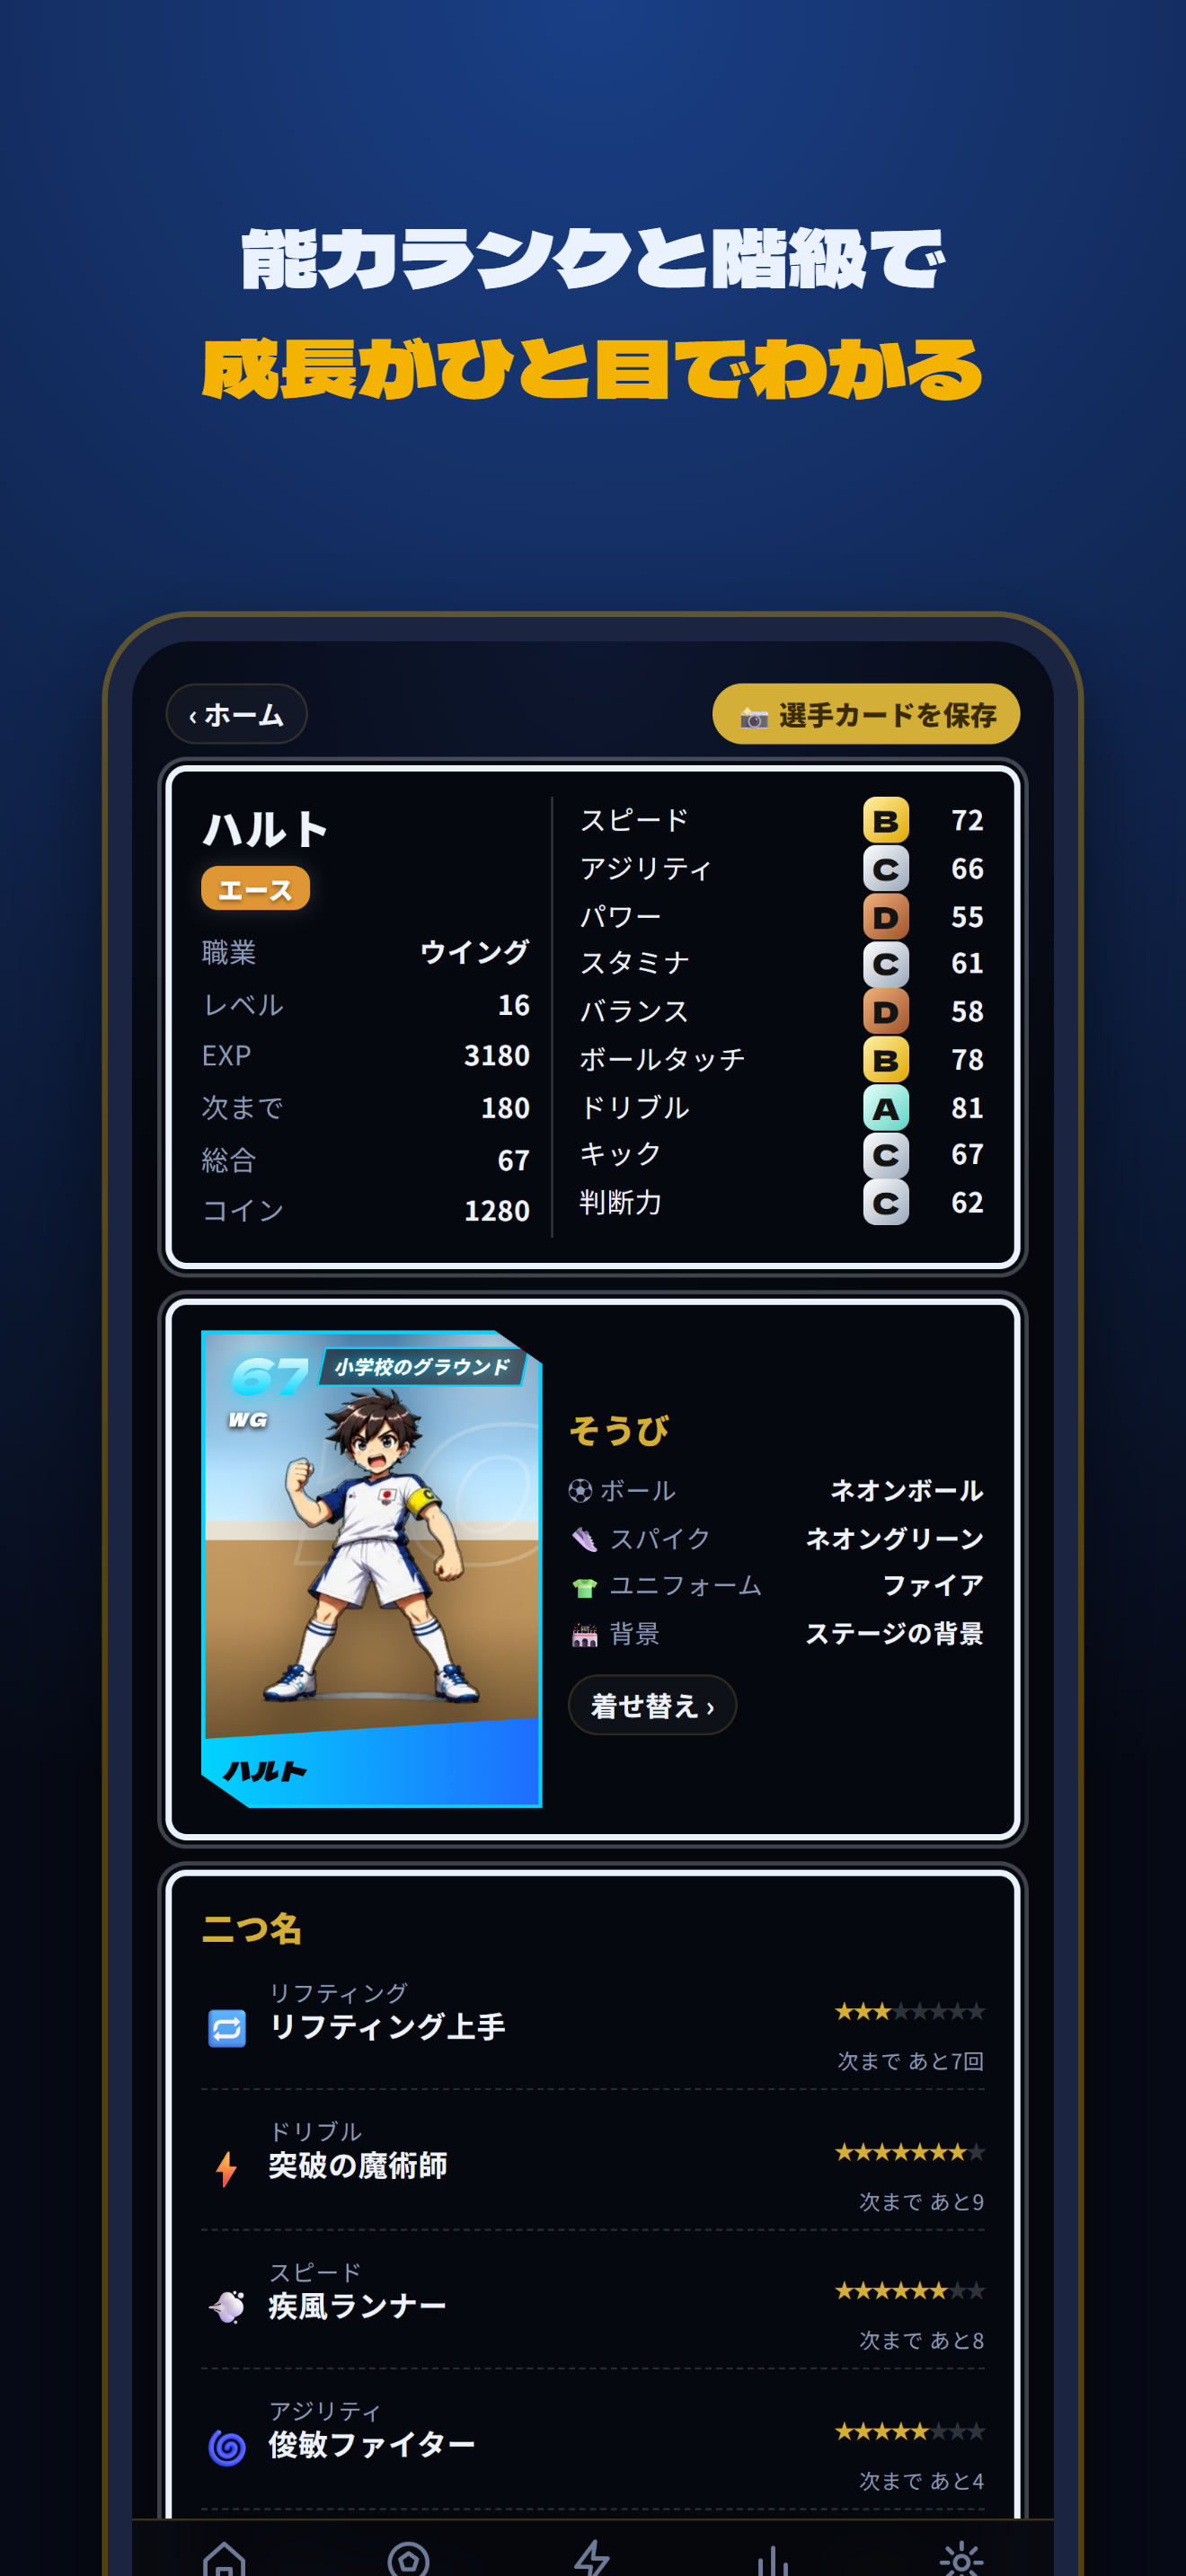 能力ランクと階級で
成長がひと目でわかる
‹ ホーム
選手カードを保存
ハルト
エース
職業 ウイング
レベル 16
EXP 3180
次まで 180
総合 67
コイン 1280
スピード B 72
アジリティ C 66
パワー D 55
スタミナ C 61
バランス D 58
ボールタッチ B 78
ドリブル A 81
キック C 67
判断力 C 62
67 小学校のグラウンド
WG
10
ハルト
そうび
ボール ネオンボール
スパイク ネオングリーン
ユニフォーム ファイア
背景 ステージの背景
着せ替え ›
二つ名
リフティング
リフティング上手
★★★★★★★★
次まで あと7回
ドリブル
突破の魔術師
★★★★★★★★
次まで あと9
スピード
疾風ランナー
★★★★★★★★
次まで あと8
アジリティ
俊敏ファイター
★★★★★★★★
次まで あと4